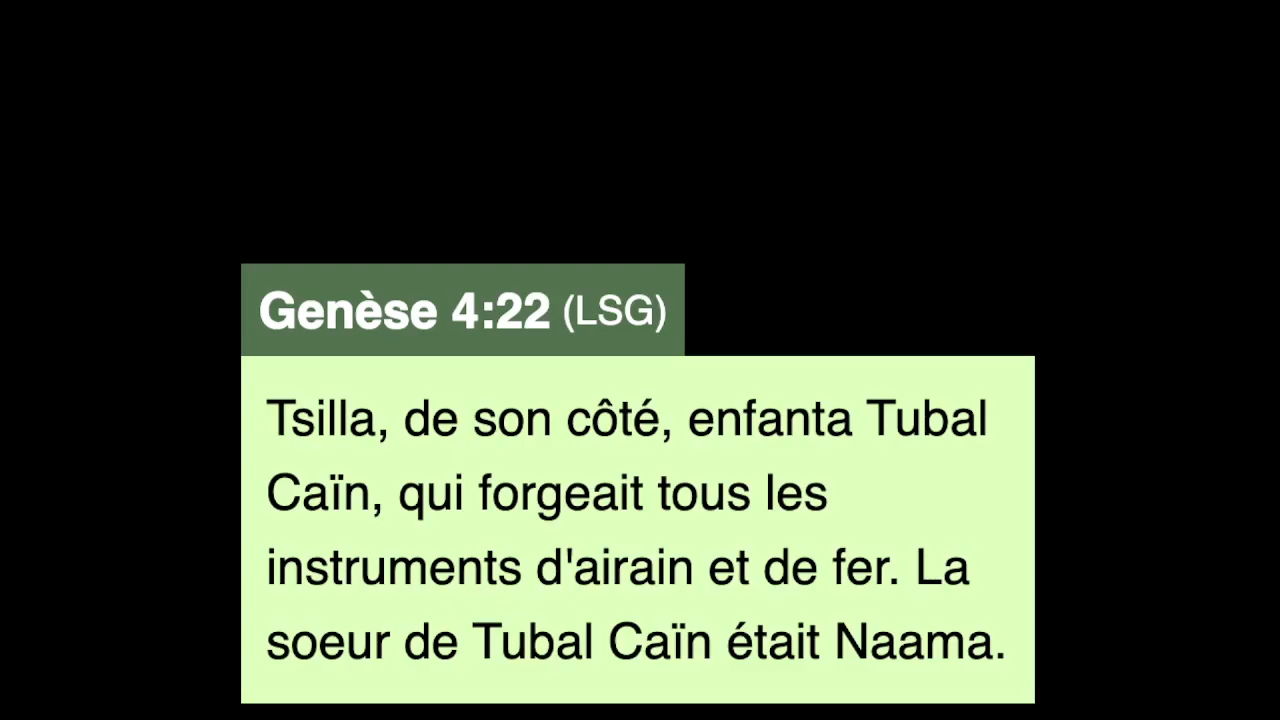 Genèse 4:22 (LSG)
Tsilla, de son côté, enfanta Tubal
Caïn, qui forgeait tous les
instruments d'airain et de fer. La
soeur de Tubal Caïn était Naama.